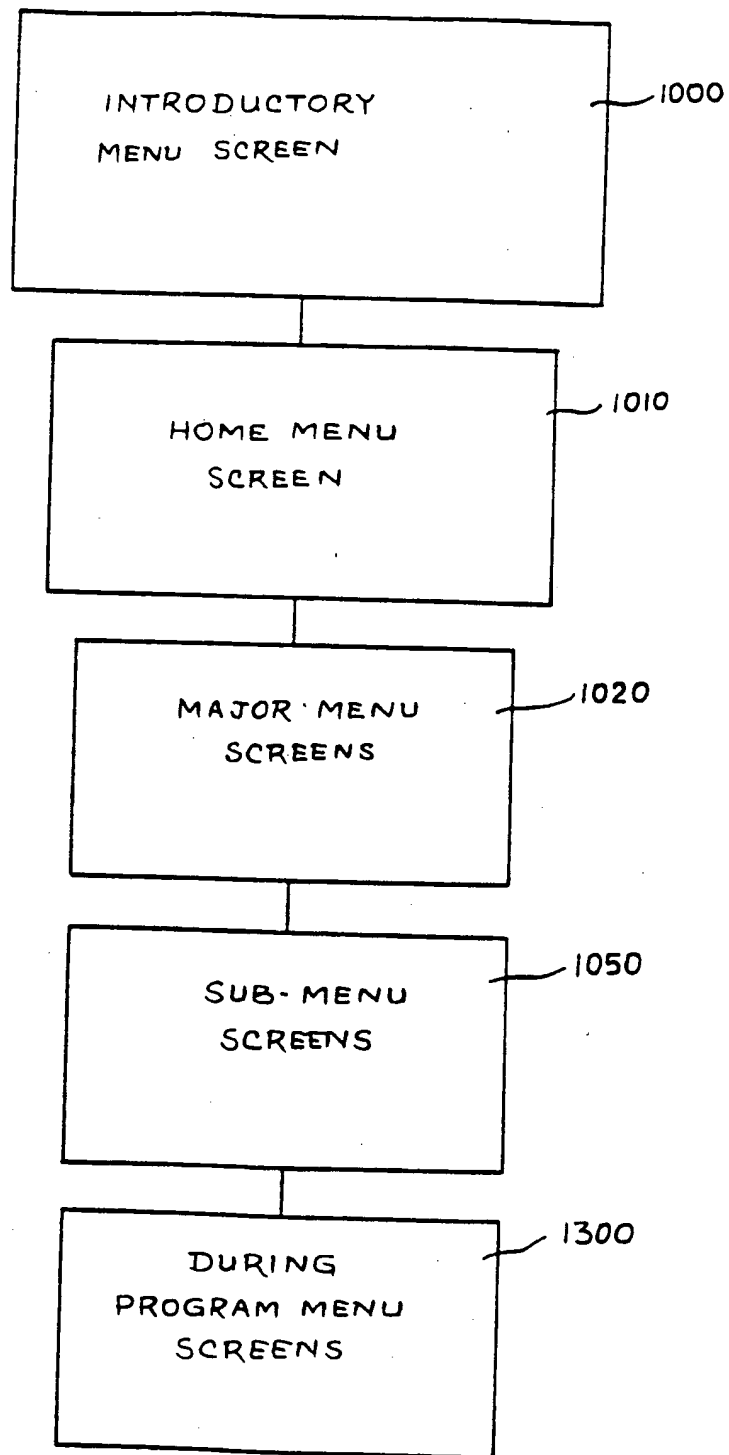 INTRODUCTORY
MENU SCREEN
1000
HOME MENU
SCREEN
1010
MAJOR MENU
SCREENS
1020
SUB-MENU
SCREENS
1050
DURING
PROGRAM MENU
SCREENS
1300